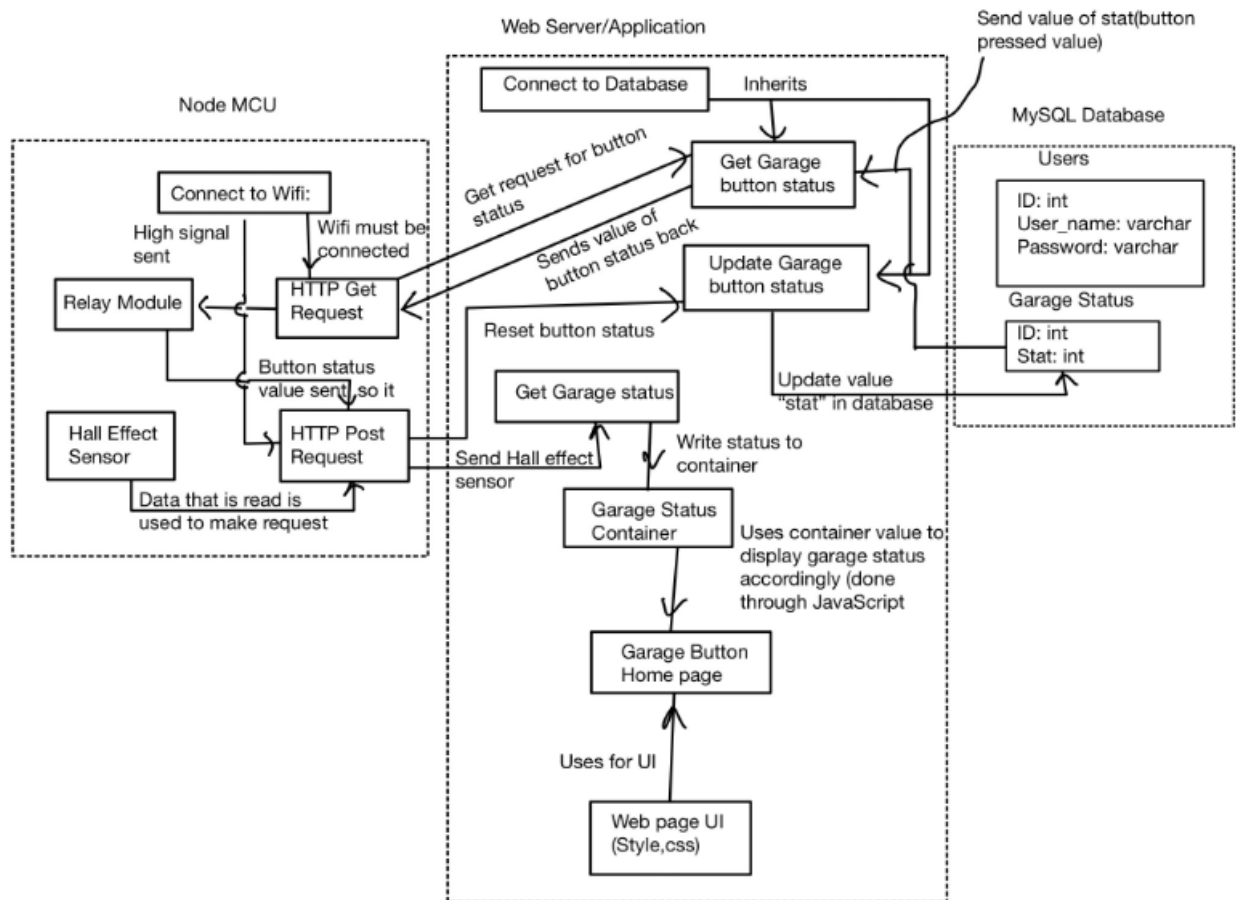 Web Server/Application
Send value of stat(button
pressed value)
Node MCU
Connect to Database
Inherits
MySQL Database
Users
Connect to Wifi:
Get request for button
status
Get Garage
button status
ID: int
User_name: varchar
Password: varchar
High signal
sent
Wifi must be
connected
Sends value of
button status back
Relay Module
HTTP Get
Request
Update Garage
button status
Garage Status
ID: int
Stat: int
Reset button status
Button status
value sent, so it
Get Garage status
Update value
“stat” in database
Hall Effect
Sensor
HTTP Post
Request
Send Hall effect
sensor
Write status to
container
Data that is read is
used to make request
Garage Status
Container
Uses container value to
display garage status
accordingly (done
through JavaScript
Garage Button
Home page
Uses for UI
Web page UI
(Style,css)